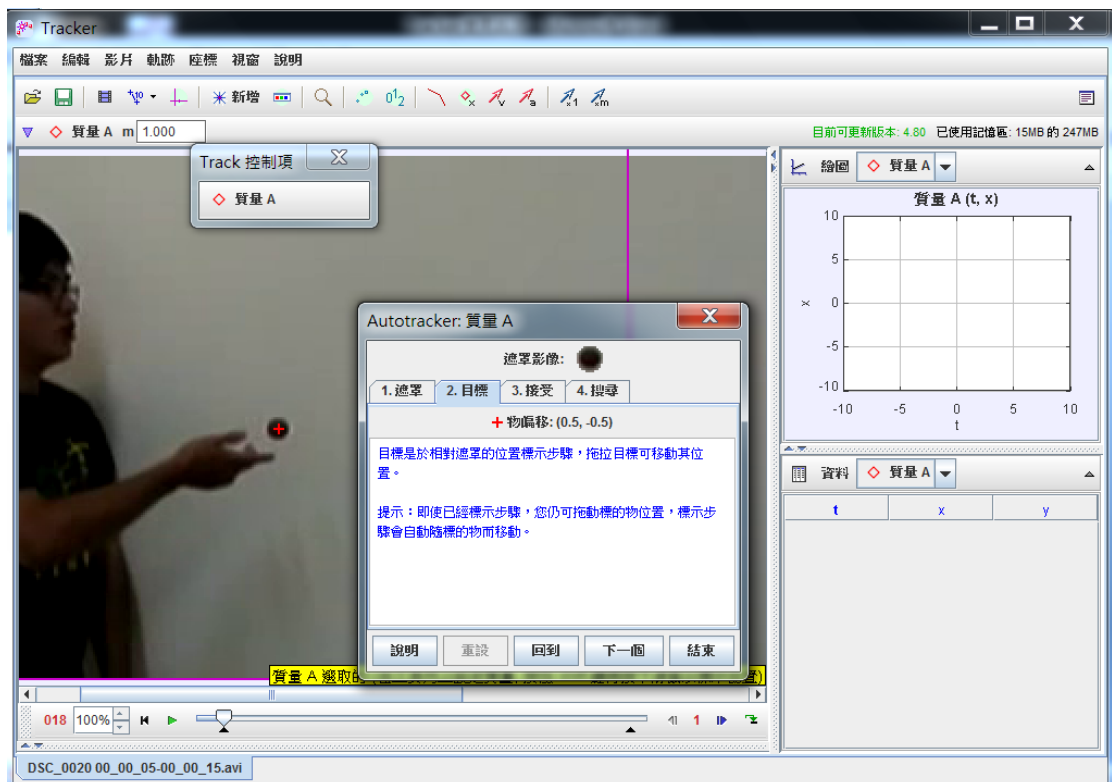 Tracker
檔案 編輯 影片 軌跡 座標 視窗 說明
新增
質量 A m 1.000
目前可更新版本: 4.80 已使用記憶區: 15MB 的 247MB
Track 控制項
質量 A
繪圖 質量 A
質量 A (t, x)
10
5
0
-5
-10
x
-10 -5 0 5 10
t
Autotracker: 質量 A
遮罩影像:
1. 遮罩 2. 目標 3. 接受 4. 搜尋
物偏移: (0.5, -0.5)
目標是於相對遮罩的位置標示步驟，拖拉目標可移動其位
置。
提示：即使已經標示步驟，您仍可拖動標的物位置，標示步
驟會自動隨標的物而移動。
說明 重設 回到 下一個 結束
資料 質量 A
t x y
質量 A 選取的
018 100% 1
DSC_0020 00_00_05-00_00_15.avi